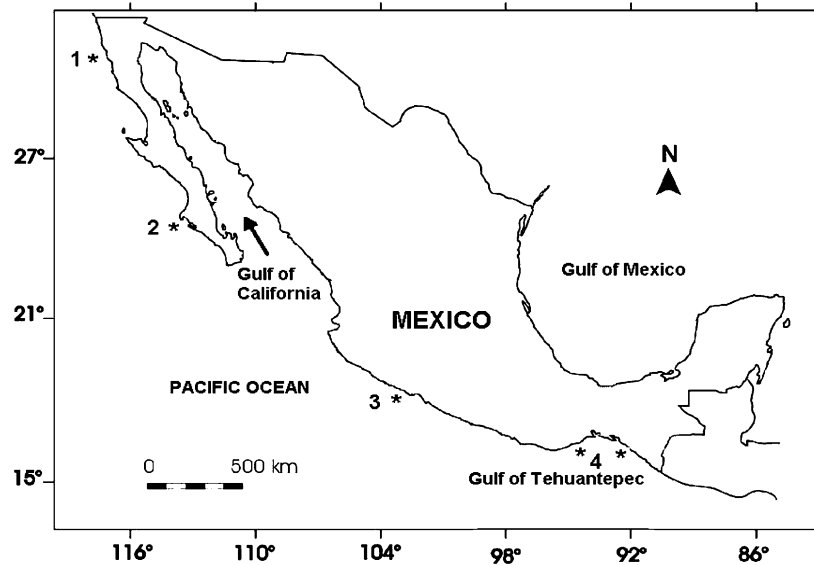 1 *
27°
N
2 *
Gulf of
California
Gulf of Mexico
21°
MEXICO
PACIFIC OCEAN
3 *
0 500 km
* 4 *
15°
Gulf of Tehuantepec
116° 110° 104° 98° 92° 86°